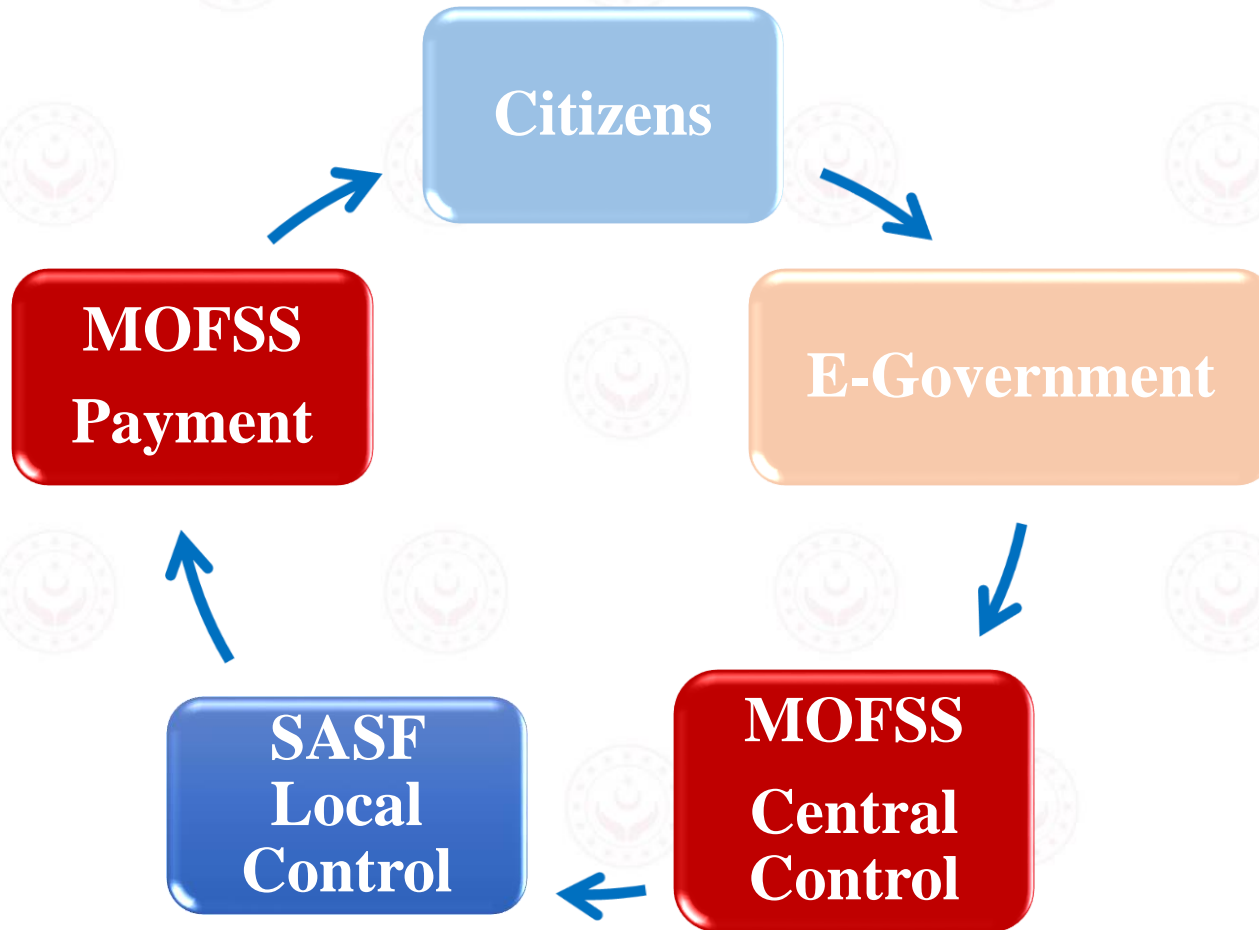 Citizens
E-Government
MOFSS
Central
Control
SASF
Local
Control
MOFSS
Payment